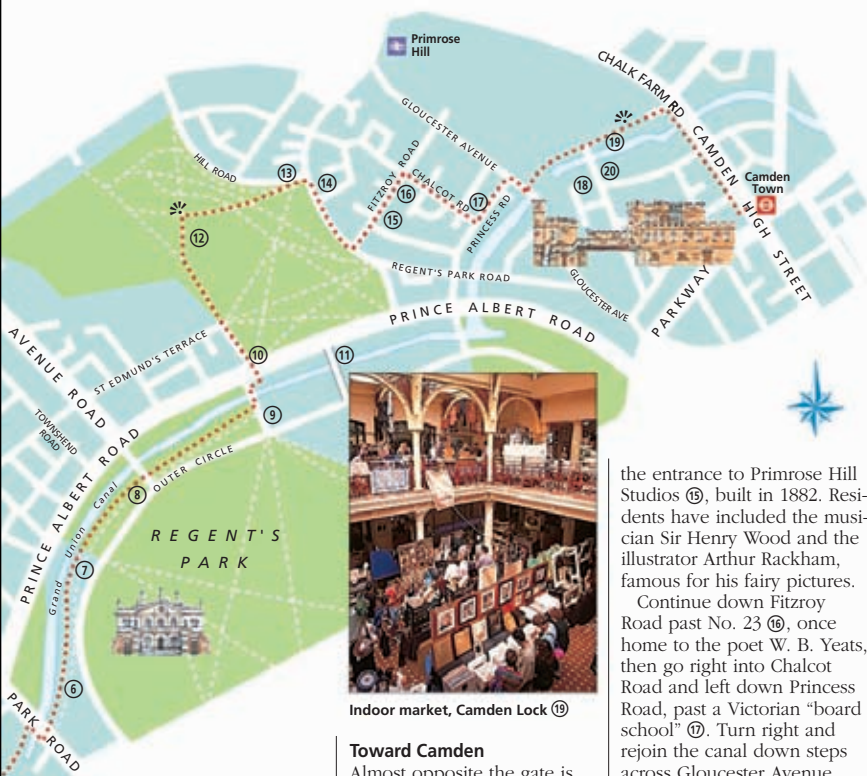 Primrose
Hill
CHALK FARM RD
CAMDEN HIGH STREET
Camden
Town
GLOUCESTER AVENUE
HILL ROAD
FITZROY ROAD
CHALCOT RD
PRINCESS RD
REGENT'S PARK ROAD
GLOUCESTER AVE
PARKWAY
PRINCE ALBERT ROAD
ST EDMUND'S TERRACE
AVENUE ROAD
TOWNSHEND
ROAD
PRINCE ALBERT ROAD
OUTER CIRCLE
Grand Union Canal
REGENT'S
PARK
PARK ROAD
⑬
⑭
⑯
⑮
⑰
⑲
⑱
⑳
⑫
⑩
⑪
⑨
⑧
⑦
⑥
Indoor market, Camden Lock ⑲
Toward Camden
Almost opposite the gate is
the entrance to Primrose Hill
Studios ⑮, built in 1882. Resi-
dents have included the musi-
cian Sir Henry Wood and the
illustrator Arthur Rackham,
famous for his fairy pictures.
Continue down Fitzroy
Road past No. 23 ⑯, once
home to the poet W. B. Yeats,
then go right into Chalcot
Road and left down Princess
Road, past a Victorian “board
school” ⑰. Turn right and
rejoin the canal down steps
across Gloucester Avenue.